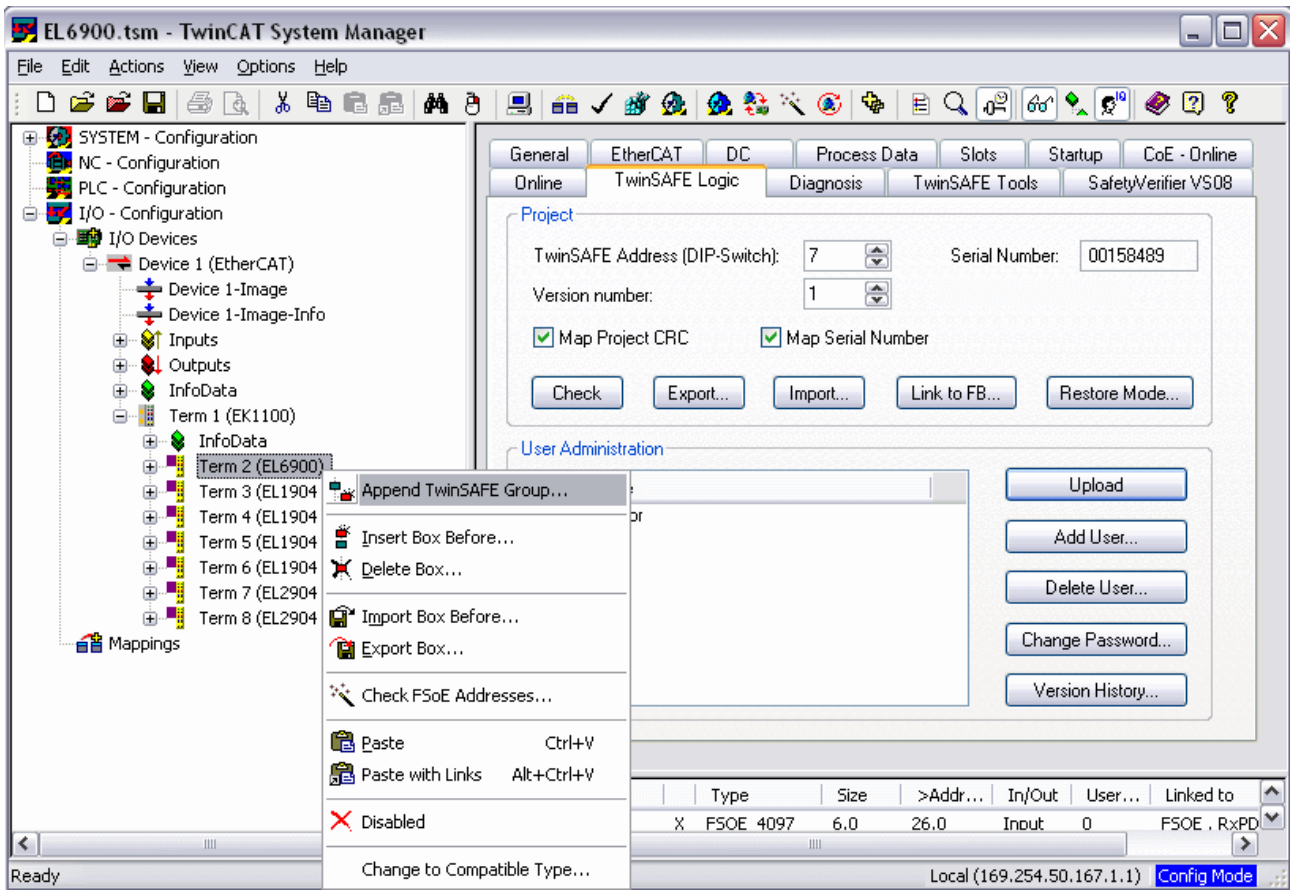 EL6900.tsm - TwinCAT System Manager
File Edit Actions View Options Help
SYSTEM - Configuration
NC - Configuration
PLC - Configuration
I/O - Configuration
I/O Devices
Device 1 (EtherCAT)
Device 1-Image
Device 1-Image-Info
Inputs
Outputs
InfoData
Term 1 (EK1100)
InfoData
Term 2 (EL6900)
Term 3 (EL1904
Term 4 (EL1904
Term 5 (EL1904
Term 6 (EL1904
Term 7 (EL2904
Term 8 (EL2904
Mappings
Append TwinSAFE Group...
Insert Box Before...
Delete Box...
Import Box Before...
Export Box...
Check FSoE Addresses...
Paste Ctrl+V
Paste with Links Alt+Ctrl+V
Disabled
Change to Compatible Type...
General EtherCAT DC Process Data Slots Startup CoE - Online
Online TwinSAFE Logic Diagnosis TwinSAFE Tools SafetyVerifier VS08
Project
TwinSAFE Address (DIP-Switch): 7 Serial Number: 00158489
Version number: 1
Map Project CRC Map Serial Number
Check Export... Import... Link to FB... Restore Mode...
User Administration
Upload
Add User...
Delete User...
Change Password...
Version History...
Type Size >Addr... In/Out User... Linked to
X FSOE_4097 6.0 26.0 Input 0 FSOE . RxPD
Ready Local (169.254.50.167.1.1) Config Mode